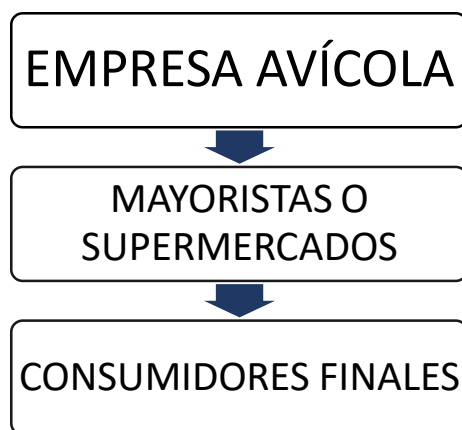 EMPRESA AVÍCOLA
MAYORISTAS O
SUPERMERCADOS
CONSUMIDORES FINALES